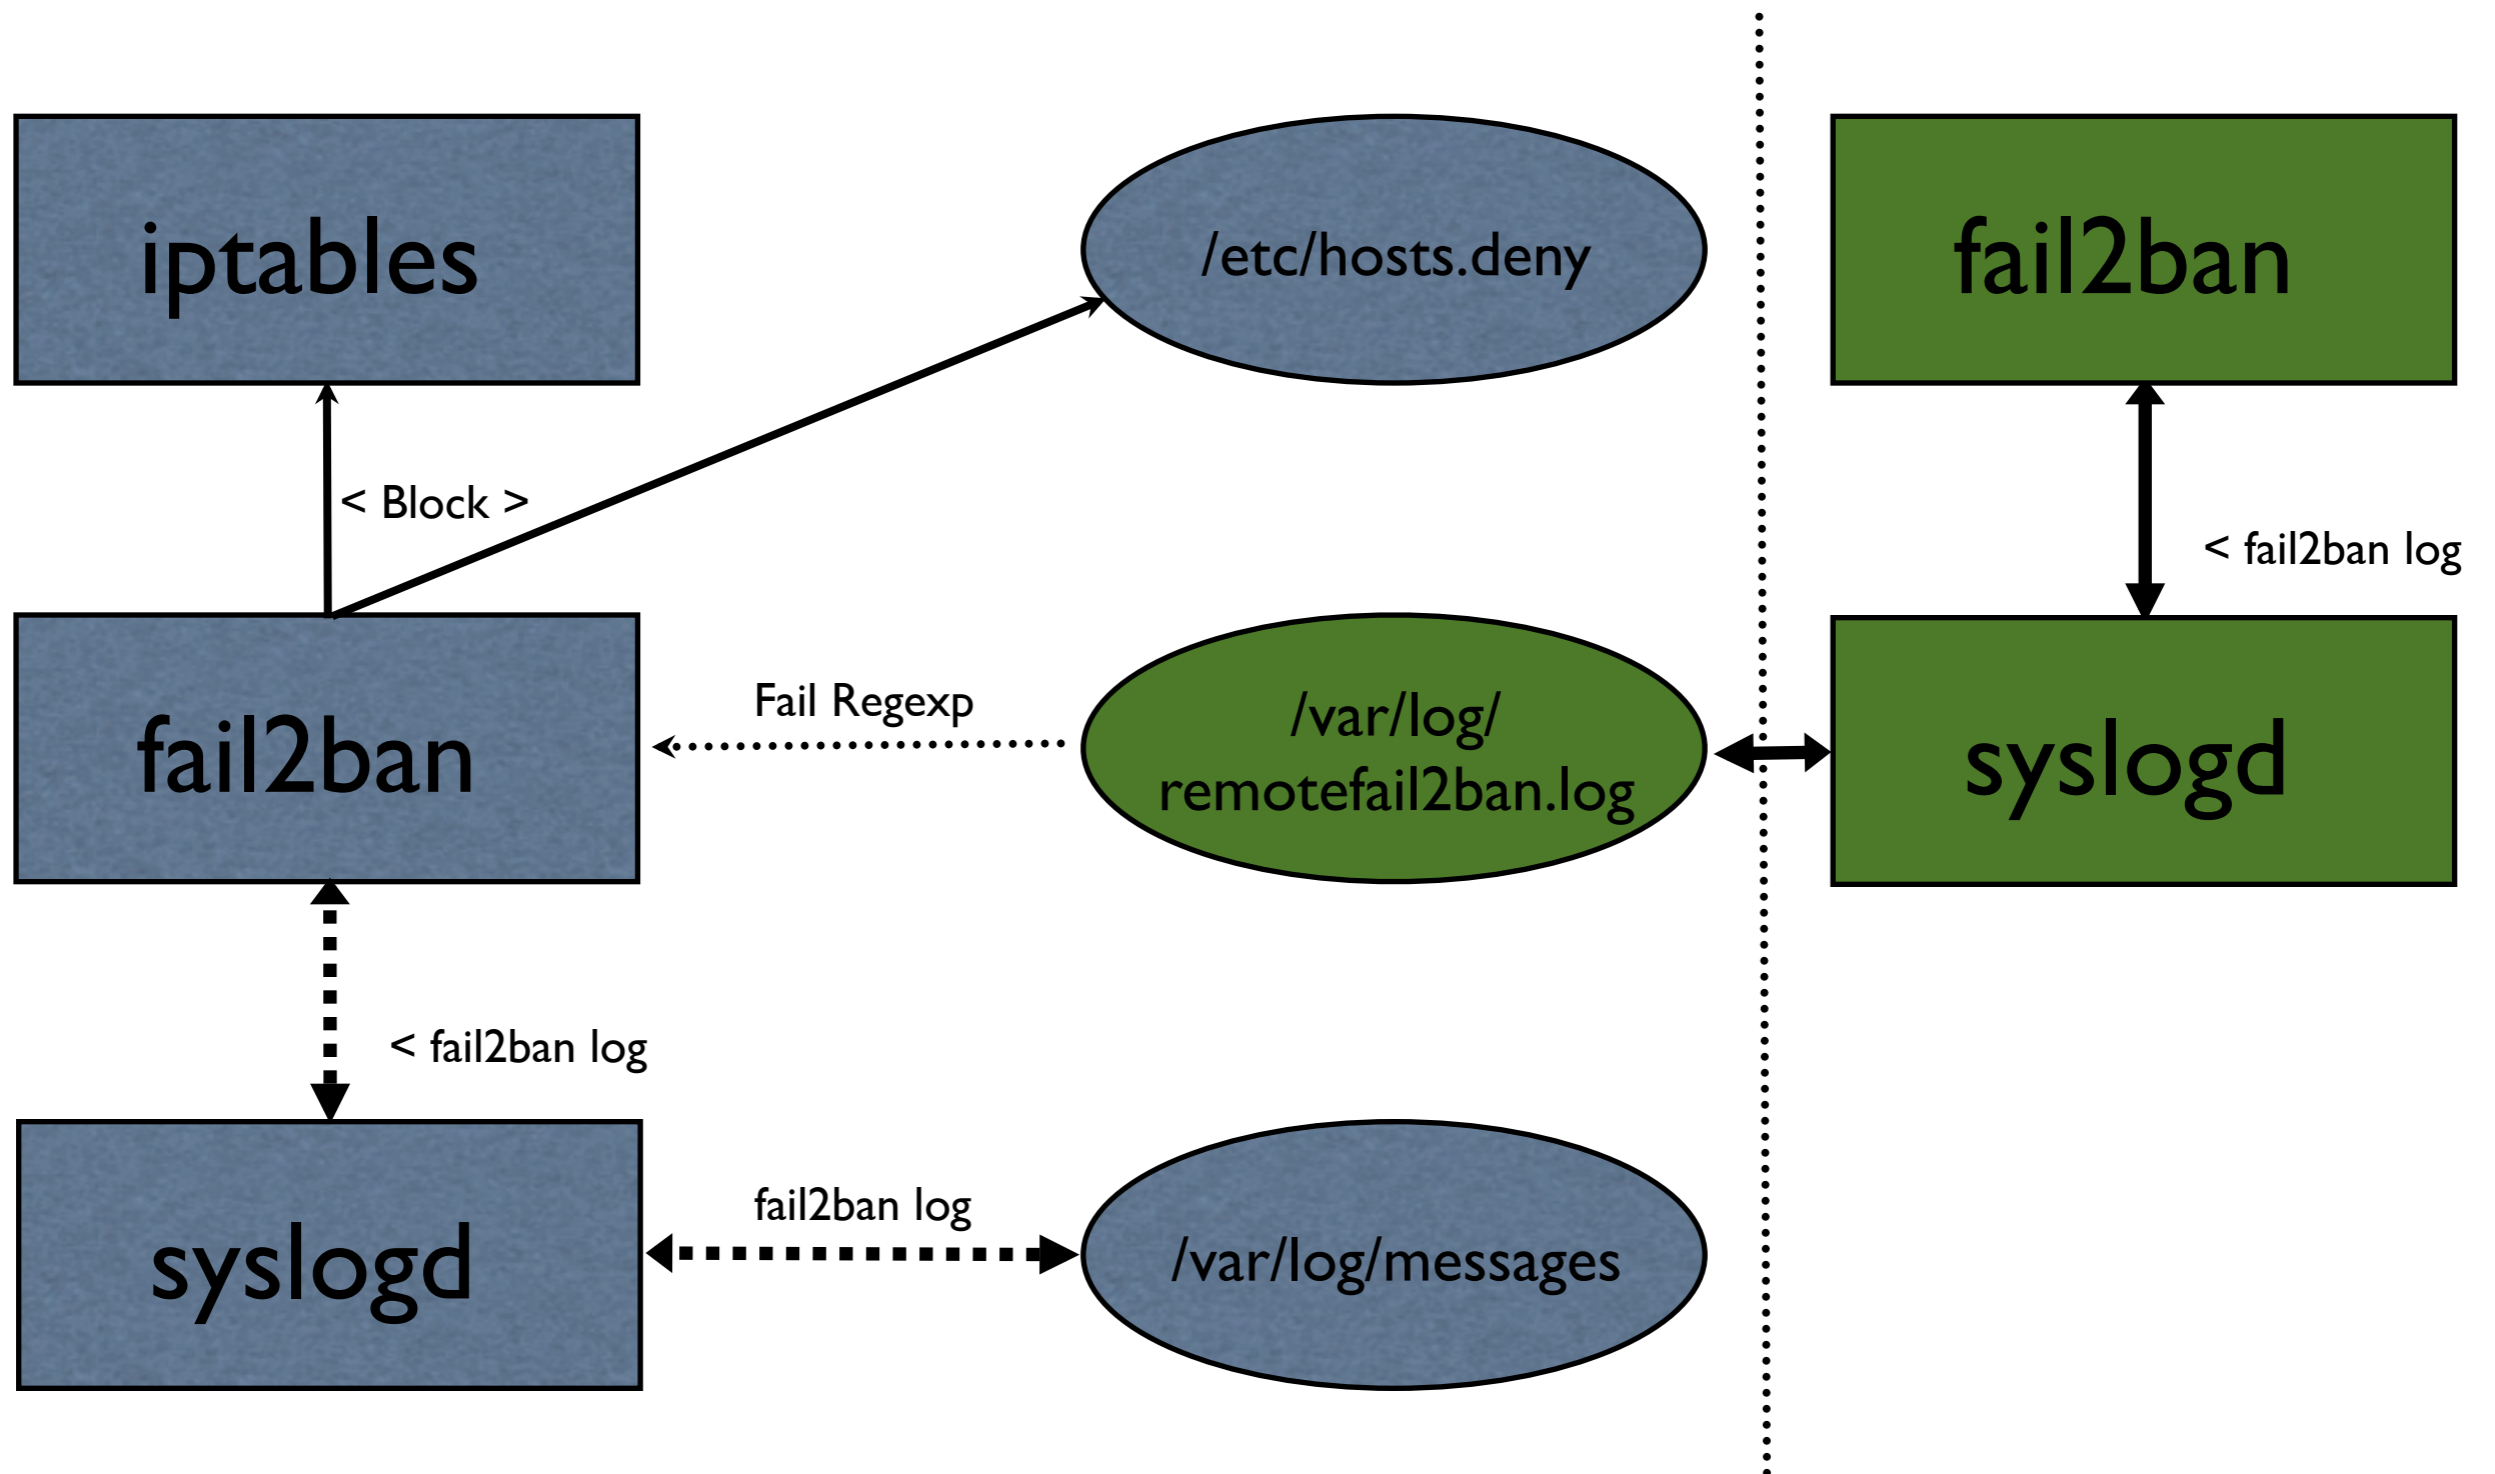 iptables
/etc/hosts.deny
fail2ban
< Block >
< fail2ban log
fail2ban
Fail Regexp
/var/log/
remotefail2ban.log
syslogd
< fail2ban log
syslogd
fail2ban log
/var/log/messages